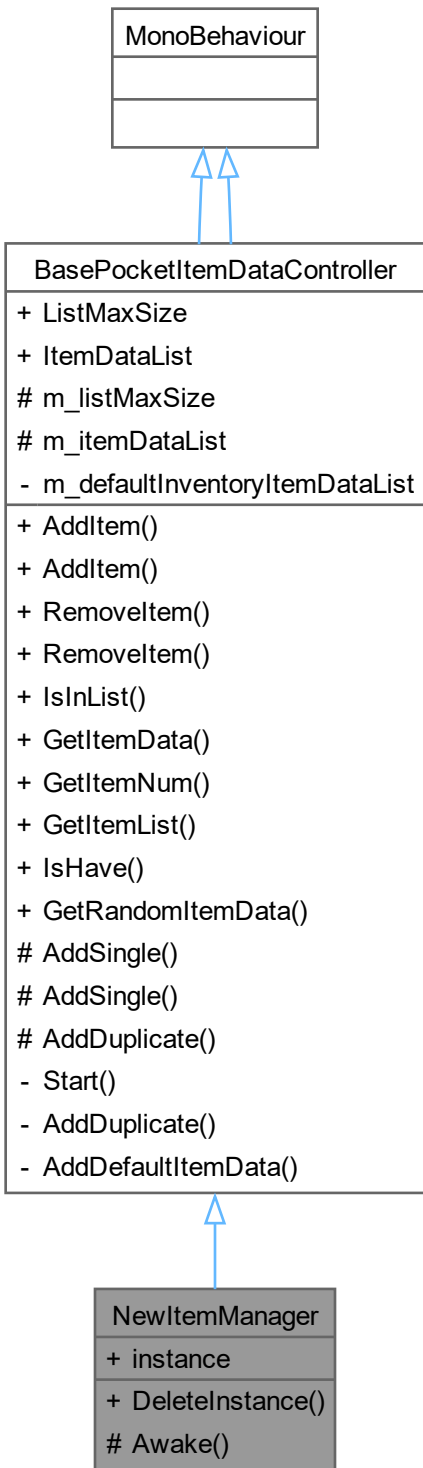 MonoBehaviour
BasePocketItemDataController
+ ListMaxSize
+ ItemDataList
# m_listMaxSize
# m_itemDataList
- m_defaultInventoryItemDataList
+ AddItem()
+ AddItem()
+ RemoveItem()
+ RemoveItem()
+ IsInList()
+ GetItemData()
+ GetItemNum()
+ GetItemList()
+ IsHave()
+ GetRandomItemData()
# AddSingle()
# AddSingle()
# AddDuplicate()
- Start()
- AddDuplicate()
- AddDefaultItemData()
NewItemManager
+ instance
+ DeleteInstance()
# Awake()